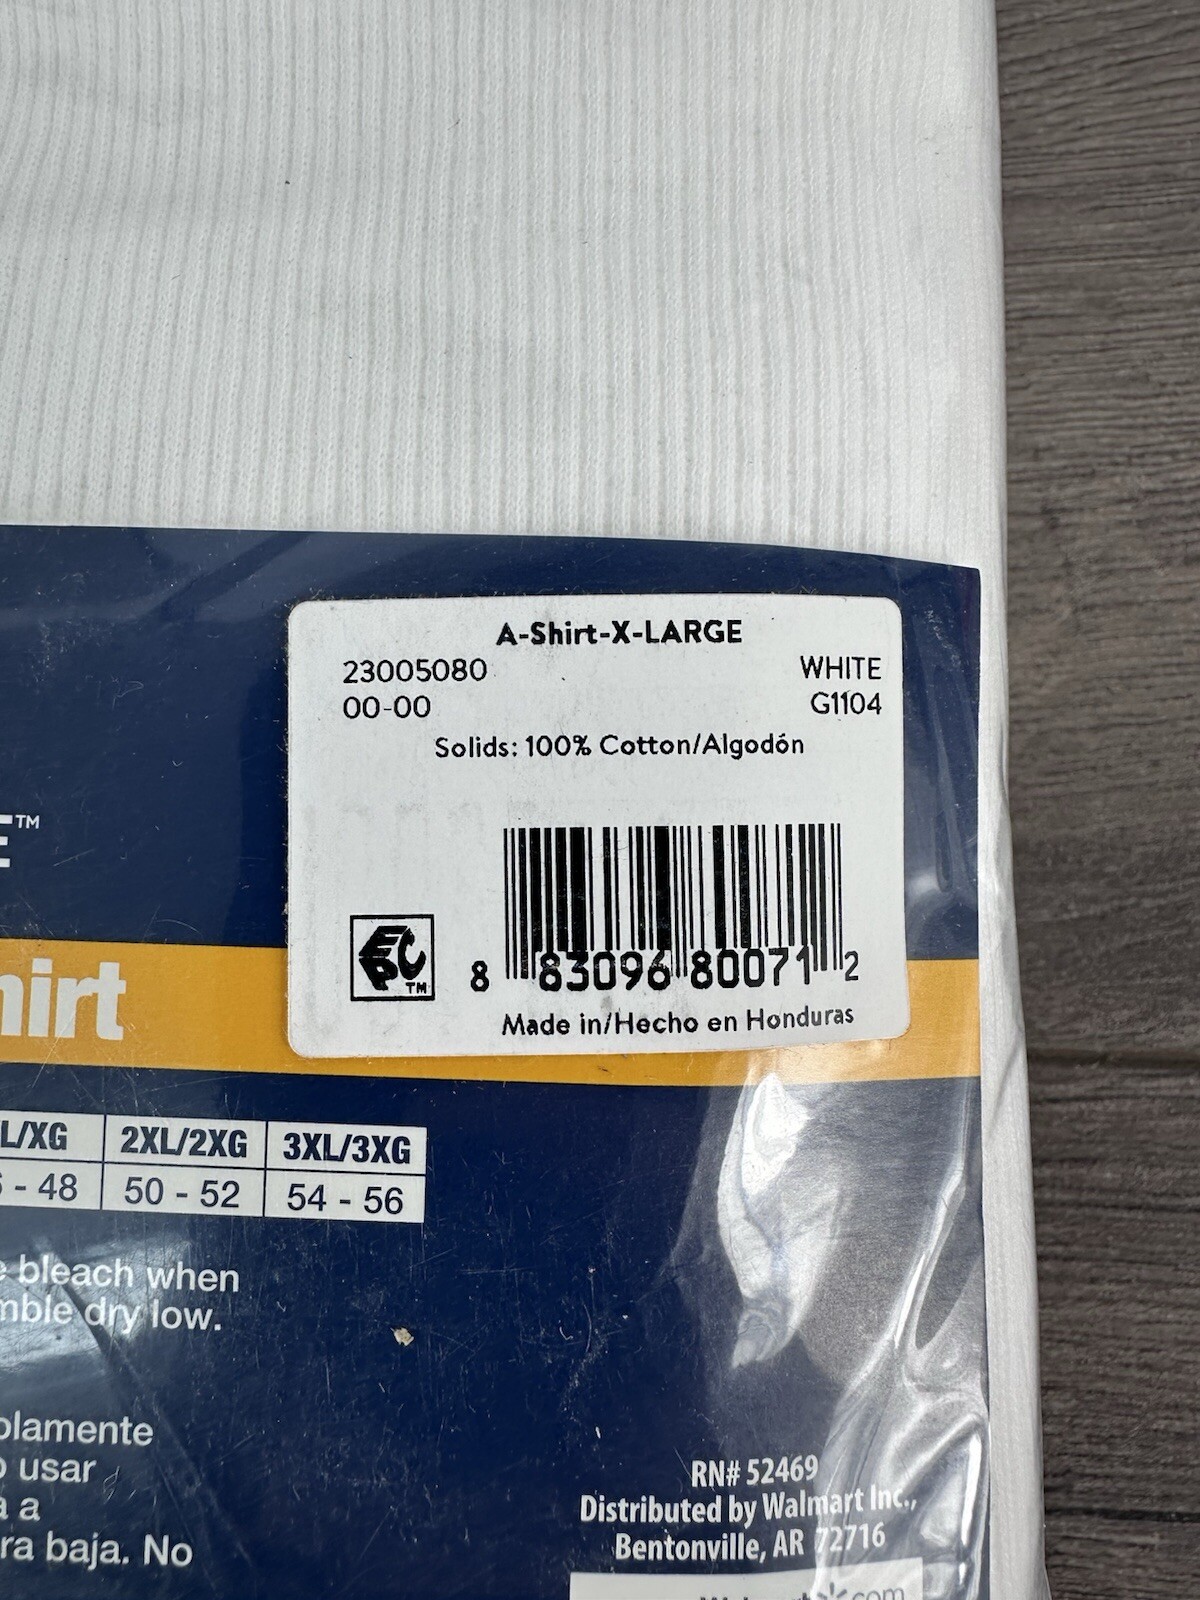 A-Shirt-X-LARGE
23005080 WHITE
00-00 G1104
Solids: 100% Cotton/Algodón
EPC™
8 83096 80071 2
Made in/Hecho en Honduras
E™
hirt
L/XG 2XL/2XG 3XL/3XG
- 48 50 - 52 54 - 56
e bleach when
mble dry low.
olamente
o usar
a a
ra baja. No
RN# 52469
Distributed by Walmart Inc.,
Bentonville, AR 72716